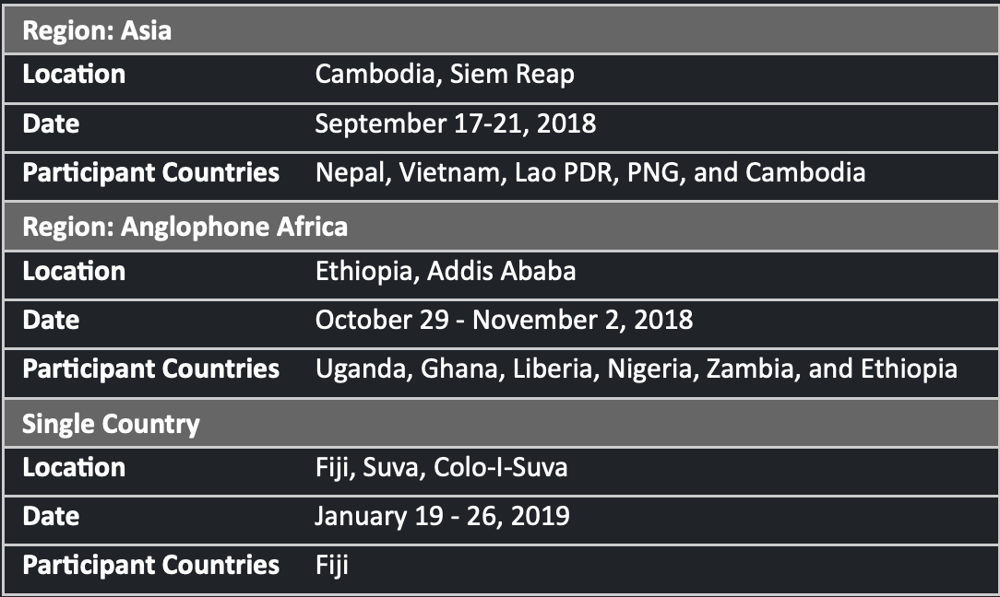 Region: Asia
Location Cambodia, Siem Reap
Date September 17-21, 2018
Participant Countries Nepal, Vietnam, Lao PDR, PNG, and Cambodia
Region: Anglophone Africa
Location Ethiopia, Addis Ababa
Date October 29 - November 2, 2018
Participant Countries Uganda, Ghana, Liberia, Nigeria, Zambia, and Ethiopia
Single Country
Location Fiji, Suva, Colo-I-Suva
Date January 19 - 26, 2019
Participant Countries Fiji